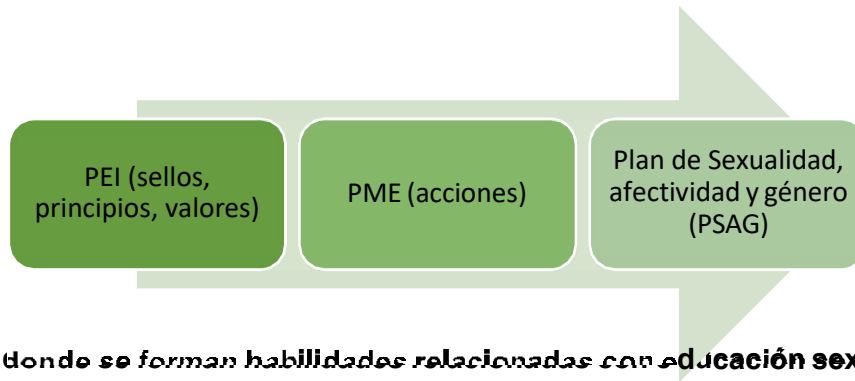 PEI (sellos,
principios, valores)
PME (acciones)
Plan de Sexualidad,
afectividad y género
(PSAG)
donde se forman habilidades relacionadas con educación sex